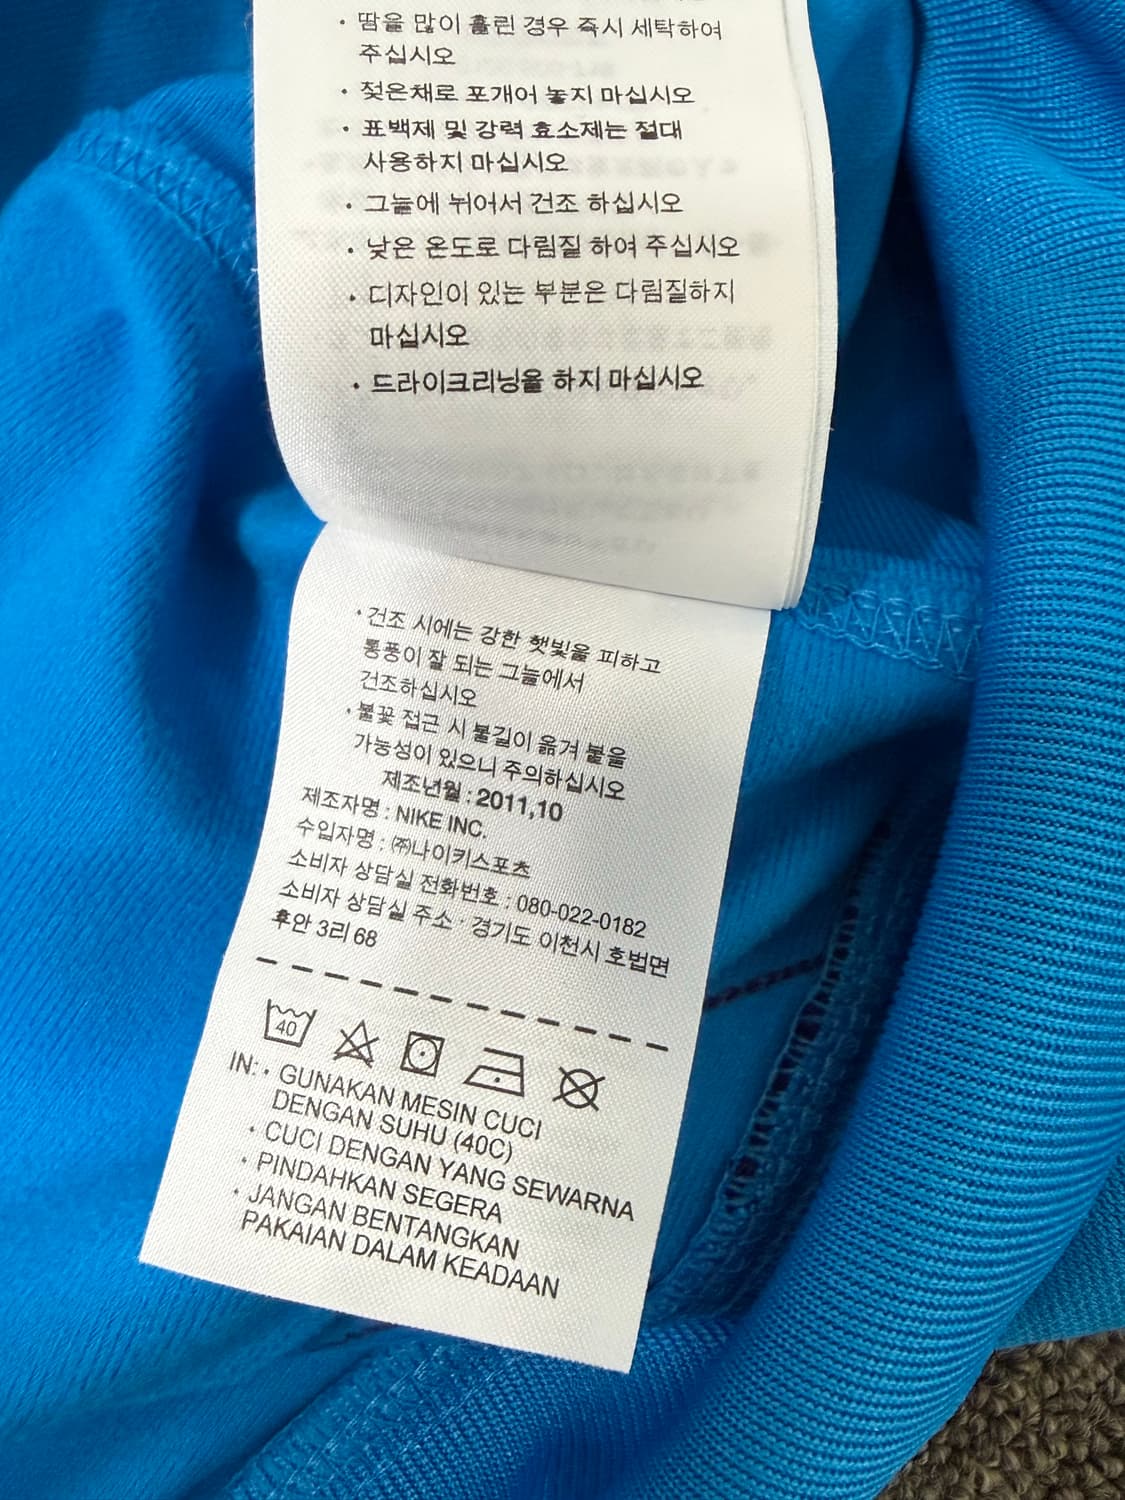 · 땀을 많이 흘린 경우 즉시 세탁하여
주십시오
· 젖은채로 포개어 놓지 마십시오
· 표백제 및 강력 효소제는 절대
사용하지 마십시오
· 그늘에 뉘어서 건조 하십시오
· 낮은 온도로 다림질 하여 주십시오
· 디자인이 있는 부분은 다림질하지
마십시오
· 드라이크리닝을 하지 마십시오
· 건조 시에는 강한 햇빛을 피하고
통풍이 잘 되는 그늘에서
건조하십시오
· 불꽃 접근 시 불길이 옮겨 붙을
가능성이 있으니 주의하십시오
제조년월 : 2011,10
제조자명 : NIKE INC.
수입자명 : ㈜나이키스포츠
소비자 상담실 전화번호 : 080-022-0182
소비자 상담실 주소 · 경기도 이천시 호법면
후안 3리 68
40
IN: · GUNAKAN MESIN CUCI
DENGAN SUHU (40C)
· CUCI DENGAN YANG SEWARNA
· PINDAHKAN SEGERA
· JANGAN BENTANGKAN
PAKAIAN DALAM KEADAAN